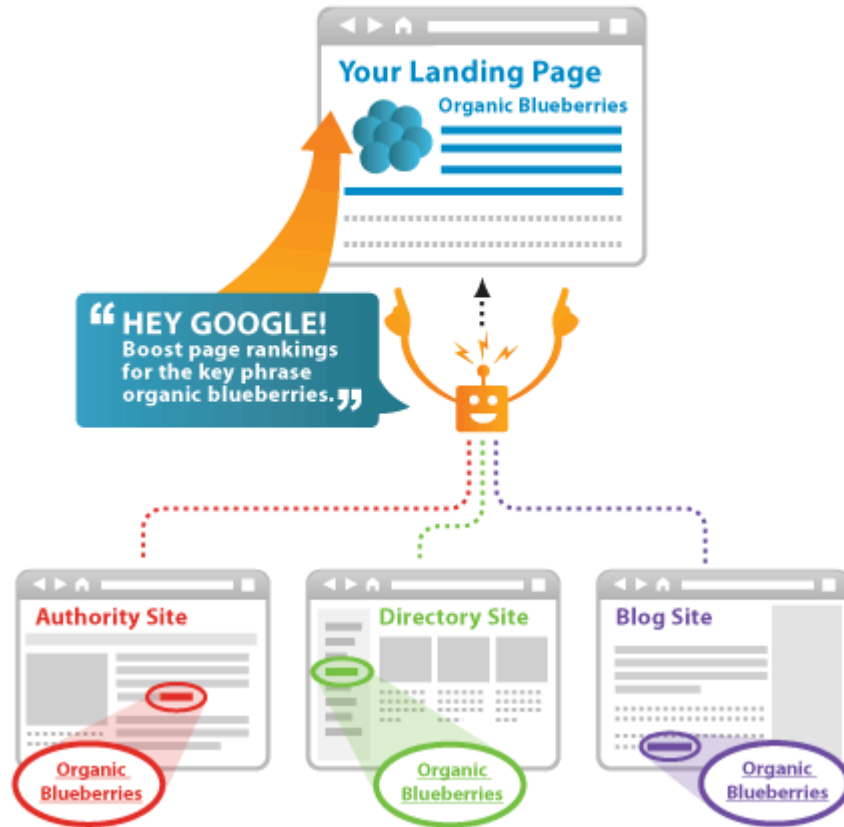 Your Landing Page
Organic Blueberries
“ HEY GOOGLE!
Boost page rankings
for the key phrase
organic blueberries. ”
Authority Site
Directory Site
Blog Site
Organic
Blueberries
Organic
Blueberries
Organic
Blueberries